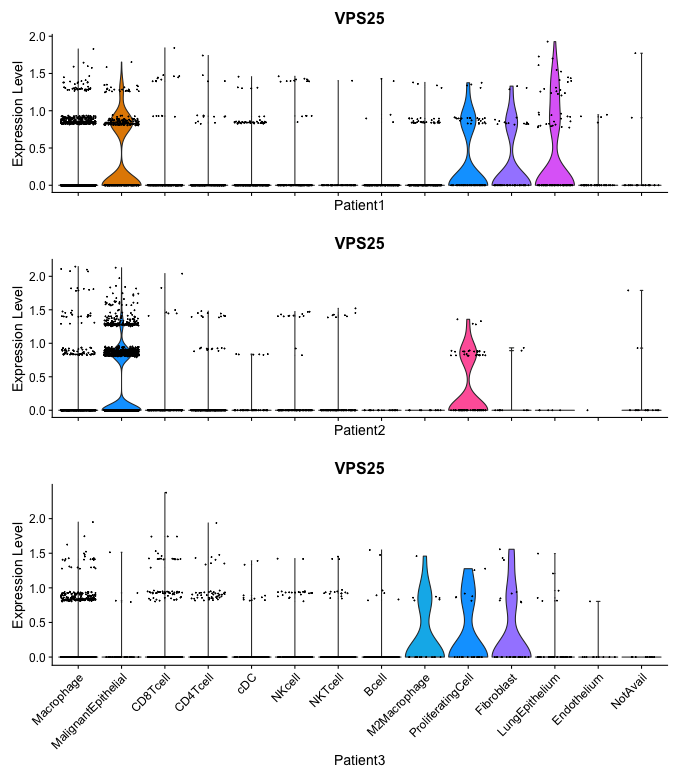 VPS25
Expression Level
2.0
1.5
1.0
0.5
0.0
Patient1
VPS25
Expression Level
2.0
1.5
1.0
0.5
0.0
Patient2
VPS25
Expression Level
2.0
1.5
1.0
0.5
0.0
Macrophage
MalignantEpithelial
CD8Tcell
CD4Tcell
cDC
NKcell
NKTcell
Bcell
M2Macrophage
ProliferatingCell
Fibroblast
LungEpithelium
Endothelium
NotAvail
Patient3